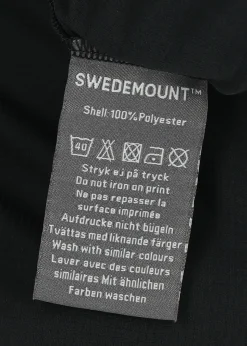 SWEDEMOUNT™
Shell:100%Polyester
40
Stryk ej på tryck
Do not iron on print
Ne pas repasser la
surface imprimée
Aufdrucke nicht bügeln
Tvättas med liknande färger
Wash with similar colours
Laver avec des couleurs
similaires Mit ähnlichen
Farben waschen